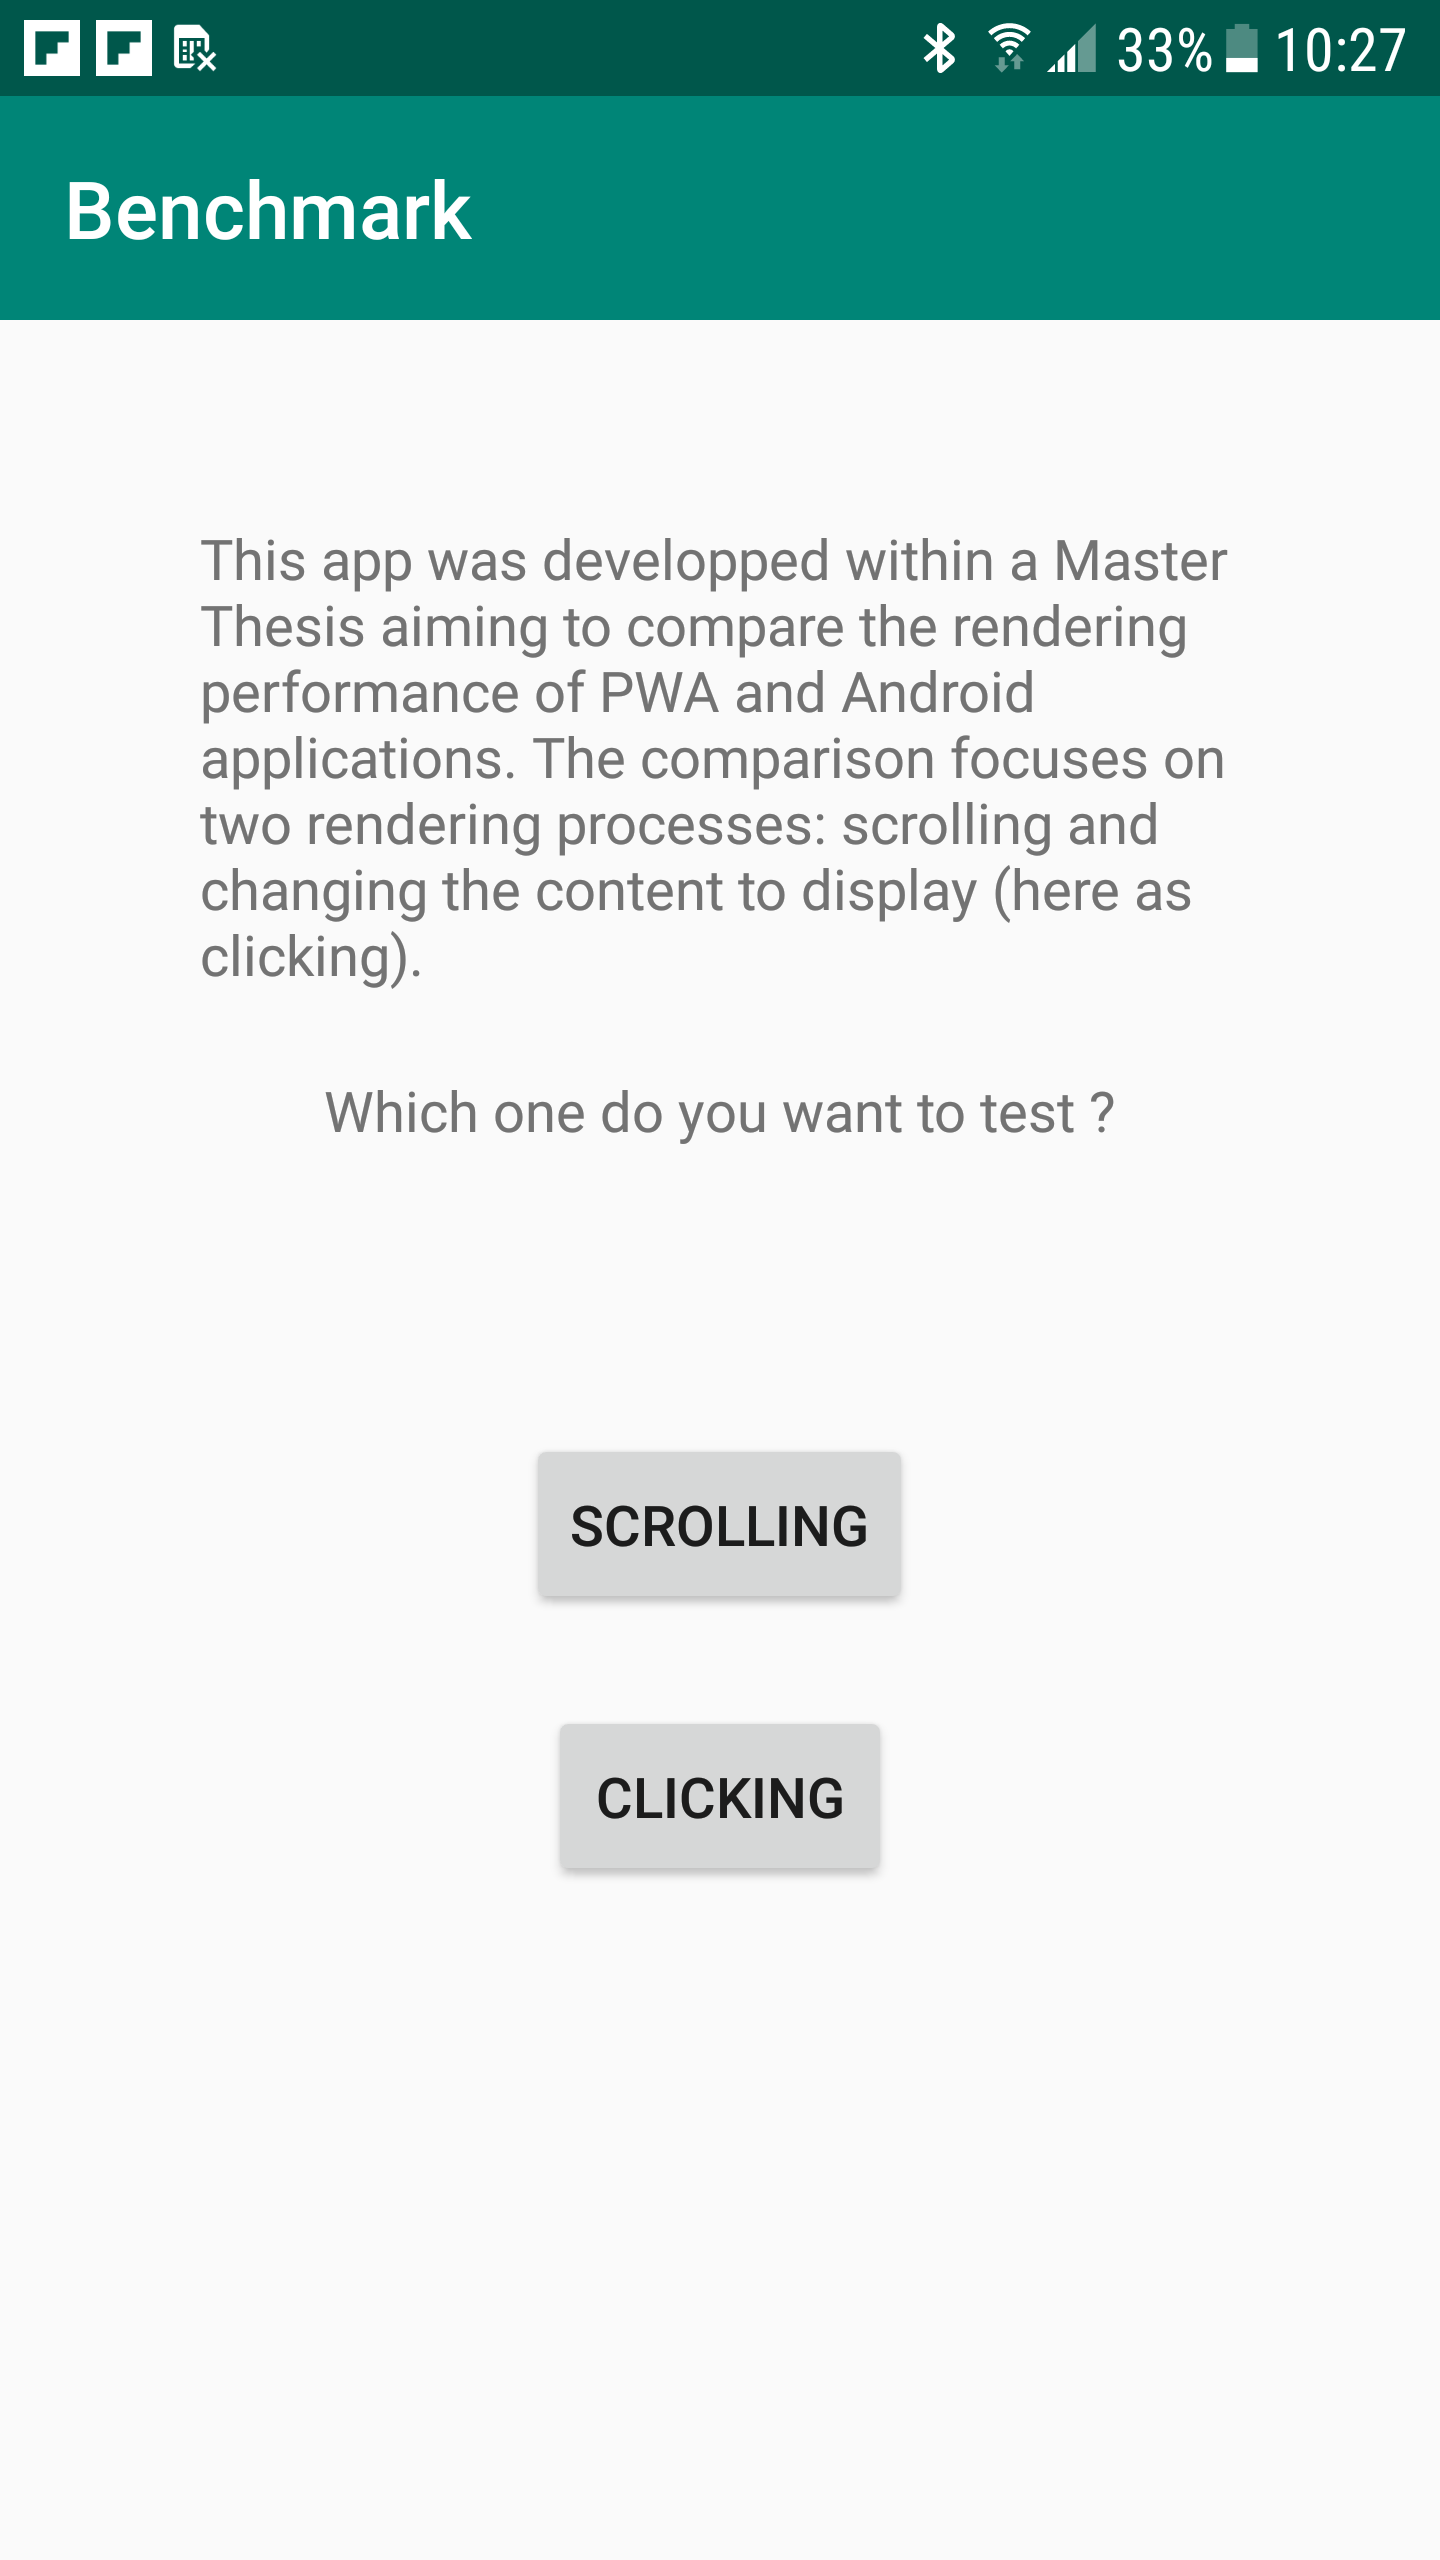 33% 10:27
Benchmark
This app was developped within a Master
Thesis aiming to compare the rendering
performance of PWA and Android
applications. The comparison focuses on
two rendering processes: scrolling and
changing the content to display (here as
clicking).
Which one do you want to test ?
SCROLLING
CLICKING